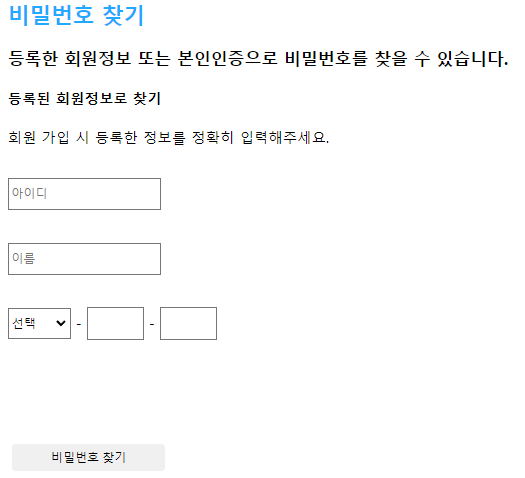 비밀번호 찾기
등록한 회원정보 또는 본인인증으로 비밀번호를 찾을 수 있습니다.
등록된 회원정보로 찾기
회원 가입 시 등록한 정보를 정확히 입력해주세요.
아이디
이름
선택 - -
비밀번호 찾기